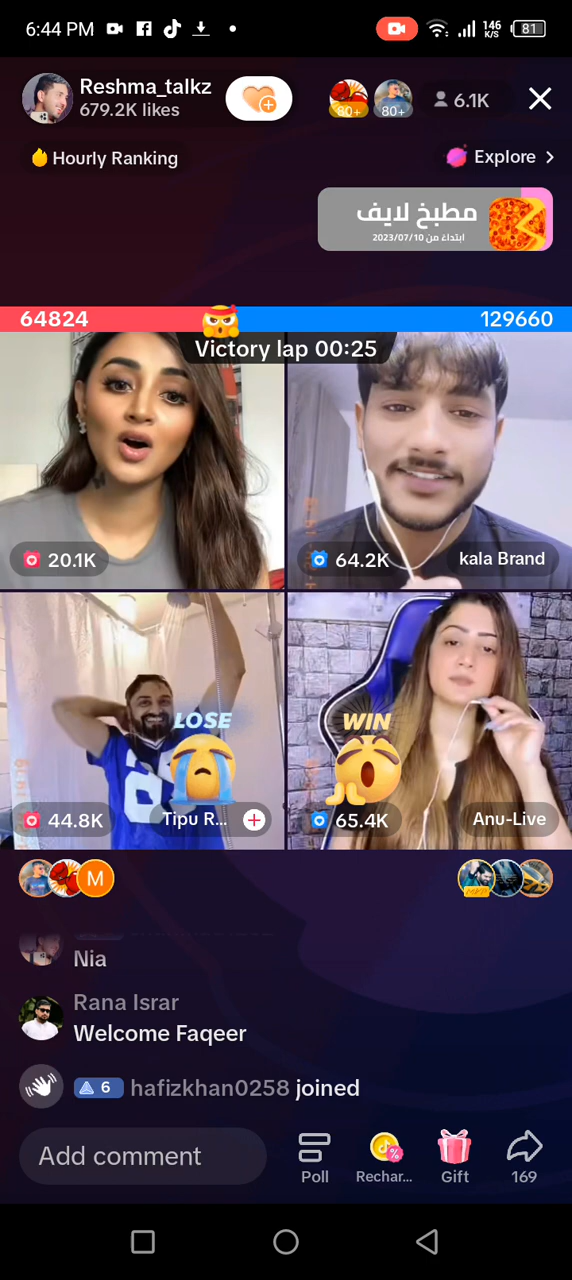 6:44 PM
146
K/S
81
Reshma_talkz
679.2K likes
80+
80+
6.1K
Hourly Ranking
Explore
مطبخ لايف
ابتداءً من 2023/07/10
64824
129660
Victory lap 00:25
20.1K
64.2K
kala Brand
LOSE
WIN
44.8K
Tipu R...
65.4K
Anu-Live
M
Nia
Rana Israr
Welcome Faqeer
6 hafizkhan0258 joined
Add comment
Poll
Rechar...
Gift
169